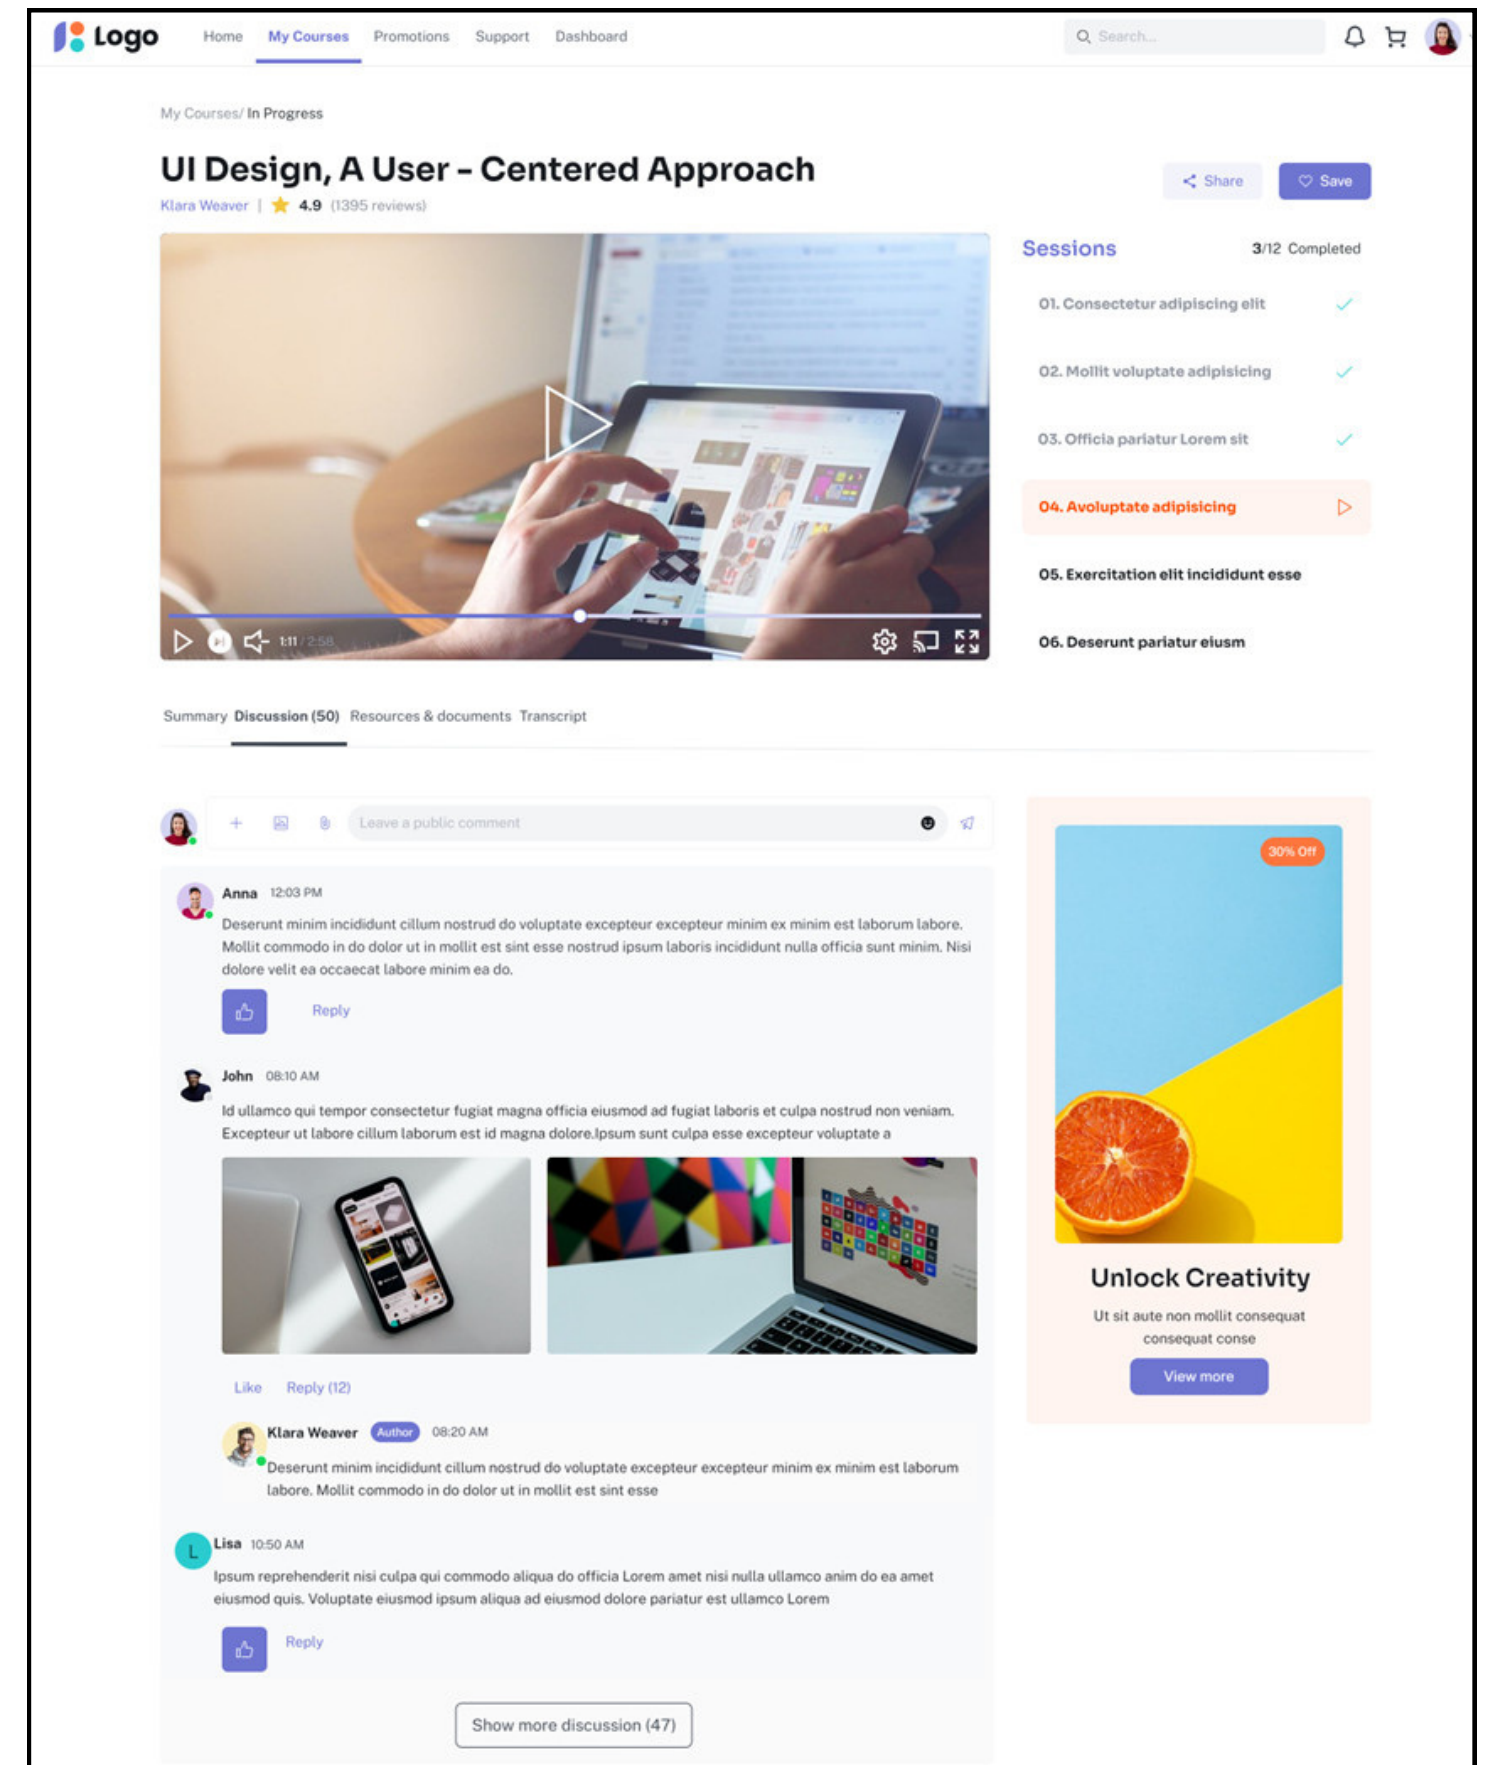 Logo
Home My Courses Promotions Support Dashboard
Search...
My Courses/ In Progress
UI Design, A User - Centered Approach
Share
Save
Klara Weaver | 4.9 (1395 reviews)
Sessions
3/12 Completed
01. Consectetur adipiscing elit
02. Mollit voluptate adipisicing
03. Officia pariatur Lorem sit
04. Avoluptate adipisicing
05. Exercitation elit incididunt esse
06. Deserunt pariatur eiusm
1:11 / 2:58
Summary Discussion (50) Resources & documents Transcript
Leave a public comment
Anna 12:03 PM
Deserunt minim incididunt cillum nostrud do voluptate excepteur excepteur minim ex minim est laborum labore.
Mollit commodo in do dolor ut in mollit est sint esse nostrud ipsum laboris incididunt nulla officia sunt minim. Nisi
dolore velit ea occaecat labore minim ea do.
Reply
John 08:10 AM
Id ullamco qui tempor consectetur fugiat magna officia eiusmod ad fugiat laboris et culpa nostrud non veniam.
Excepteur ut labore cillum laborum est id magna dolore.Ipsum sunt culpa esse excepteur voluptate a
Like Reply (12)
Klara Weaver Author 08:20 AM
Deserunt minim incididunt cillum nostrud do voluptate excepteur excepteur minim ex minim est laborum
labore. Mollit commodo in do dolor ut in mollit est sint esse
L
Lisa 10:50 AM
Ipsum reprehenderit nisi culpa qui commodo aliqua do officia Lorem amet nisi nulla ullamco anim do ea amet
eiusmod quis. Voluptate eiusmod ipsum aliqua ad eiusmod dolore pariatur est ullamco Lorem
Reply
Show more discussion (47)
30% Off
Unlock Creativity
Ut sit aute non mollit consequat
consequat conse
View more